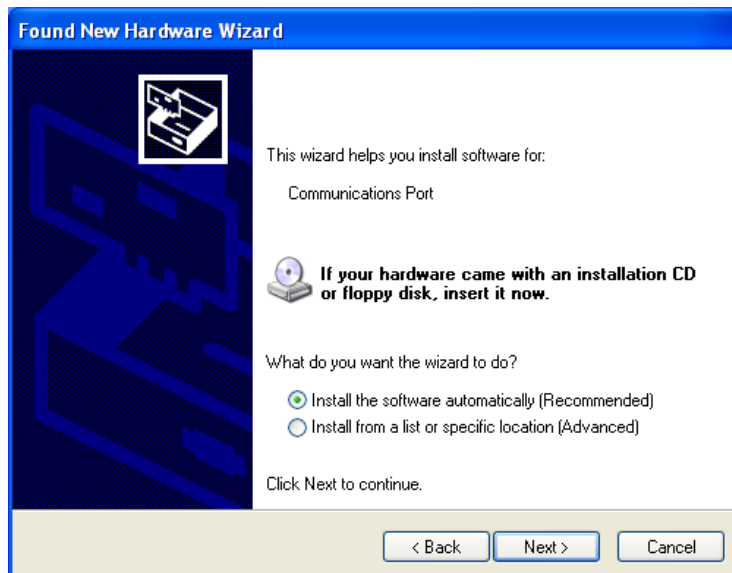 Found New Hardware Wizard
This wizard helps you install software for:
Communications Port
If your hardware came with an installation CD
or floppy disk, insert it now.
What do you want the wizard to do?
Install the software automatically (Recommended)
Install from a list or specific location (Advanced)
Click Next to continue.
< Back Next > Cancel